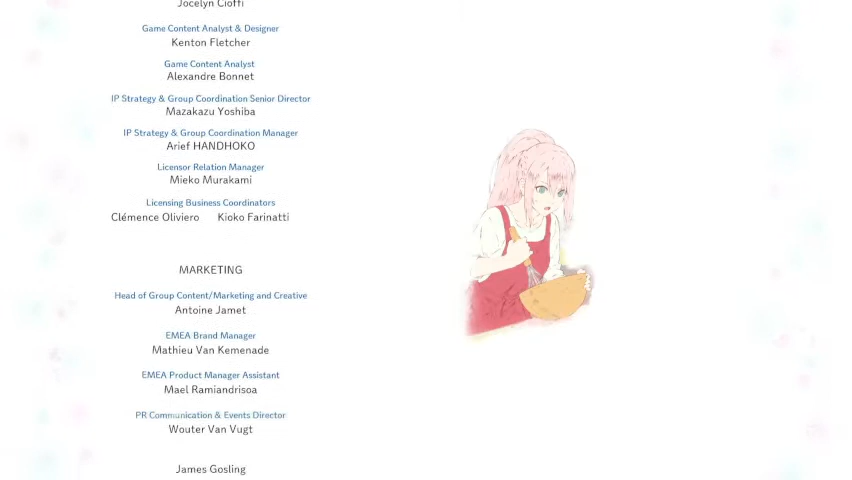 Jocelyn Cioffi
Game Content Analyst & Designer
Kenton Fletcher
Game Content Analyst
Alexandre Bonnet
IP Strategy & Group Coordination Senior Director
Mazakazu Yoshiba
IP Strategy & Group Coordination Manager
Arief HANDHOKO
Licensor Relation Manager
Mieko Murakami
Licensing Business Coordinators
Clémence Oliviero Kioko Farinatti
MARKETING
Head of Group Content/Marketing and Creative
Antoine Jamet
EMEA Brand Manager
Mathieu Van Kemenade
EMEA Product Manager Assistant
Mael Ramiandrisoa
PR Communication & Events Director
Wouter Van Vugt
James Gosling